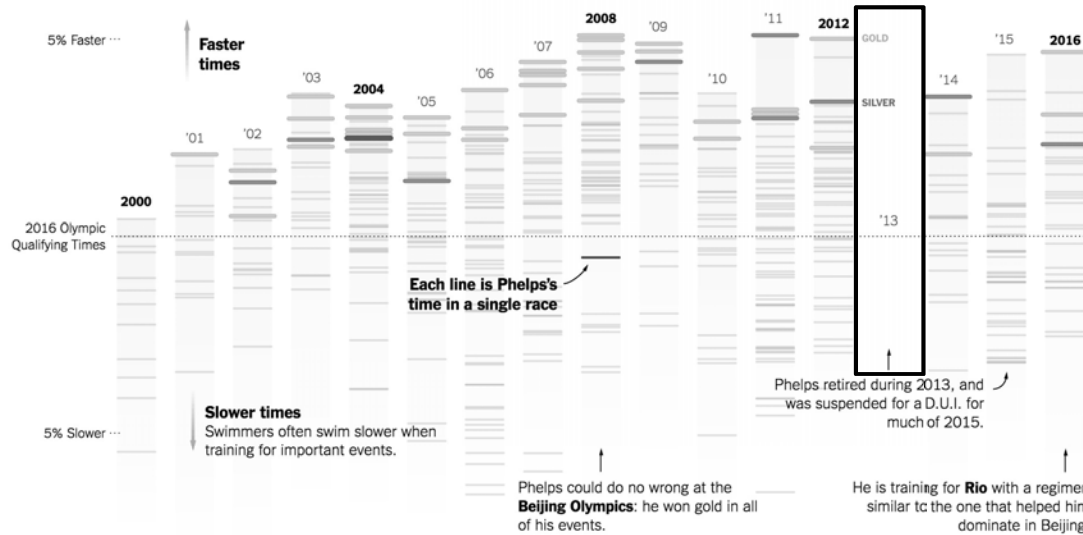 5% Faster
Faster
times
2000
'01
'02
'03
2004
'05
'06
'07
2008
'09
'10
'11
2012
GOLD
SILVER
'13
'14
'15
2016
2016 Olympic
Qualifying Times
Each line is Phelps's
time in a single race
Slower times
Swimmers often swim slower when
training for important events.
5% Slower
Phelps retired during 2013, and
was suspended for a D.U.I. for
much of 2015.
Phelps could do no wrong at the
Beijing Olympics: he won gold in all
of his events.
He is training for Rio with a regimen
similar to the one that helped him
dominate in Beijing